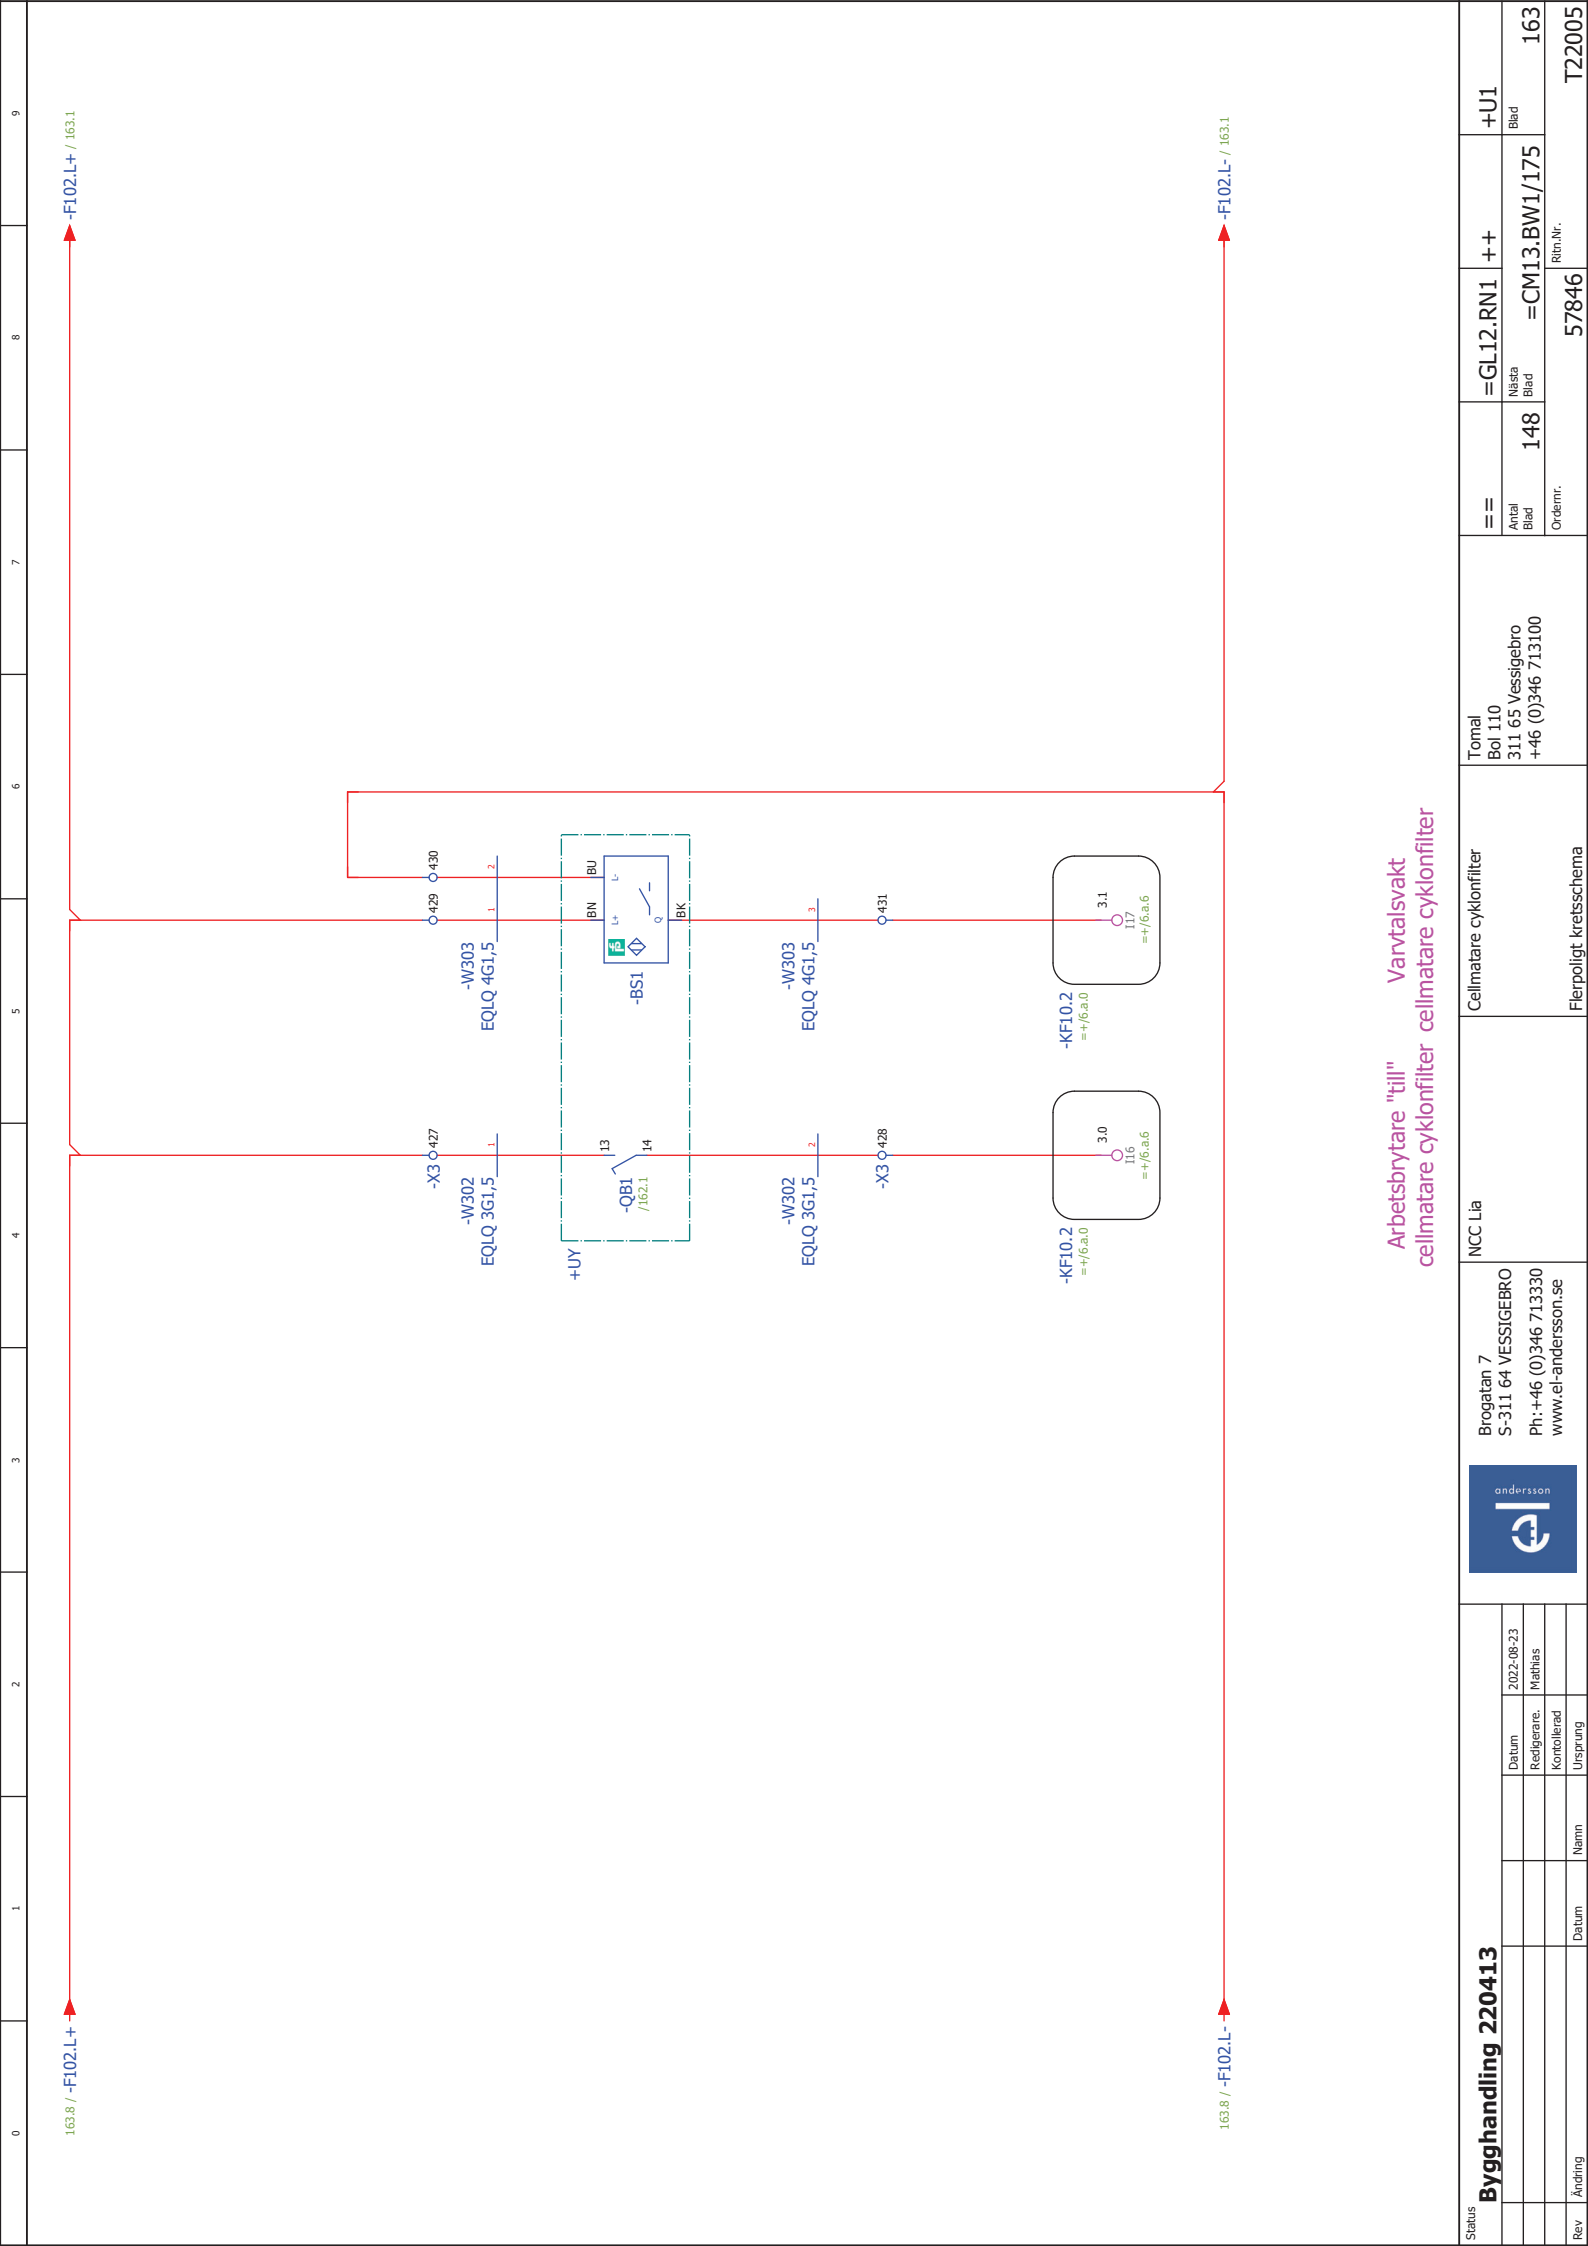 0 1 2 3 4 5 6 7 8 9
163.8 / -F102.L+
-F102.L+ / 163.1
-X3 427
429
430
-W302
EQLQ 3G1,5
1
-W303
EQLQ 4G1,5
1
2
+UY
-QB1
/162.1
13
14
BN
BU
L+
L-
Q
-BS1
BK
-W302
EQLQ 3G1,5
2
-W303
EQLQ 4G1,5
3
-X3 428
431
-KF10.2
=+/6.a.0
3.0
I16
=+/6.a.6
-KF10.2
=+/6.a.0
3.1
I17
=+/6.a.6
163.8 / -F102.L-
-F102.L- / 163.1
Arbetsbrytare "till"
cellmatare cyklonfilter
Varvtalsvakt
cellmatare cyklonfilter
Status
Bygghandling 220413
Rev Ändring Datum Namn Ursprung
Datum 2022-08-23
Redigerare. Mathias
Kontollerad
el andersson
Brogatan 7
S-311 64 VESSIGEBRO
Ph:+46 (0)346 713330
www.el-andersson.se
NCC Lia
Cellmatare cyklonfilter
Flerpoligt kretsschema
Tomal
Bol 110
311 65 Vessigebro
+46 (0)346 713100
== =GL12.RN1 ++ +U1
Antal Blad 148
Nästa Blad =CM13.BW1/175
Blad 163
Ordernr. 57846
Ritn.Nr. T22005